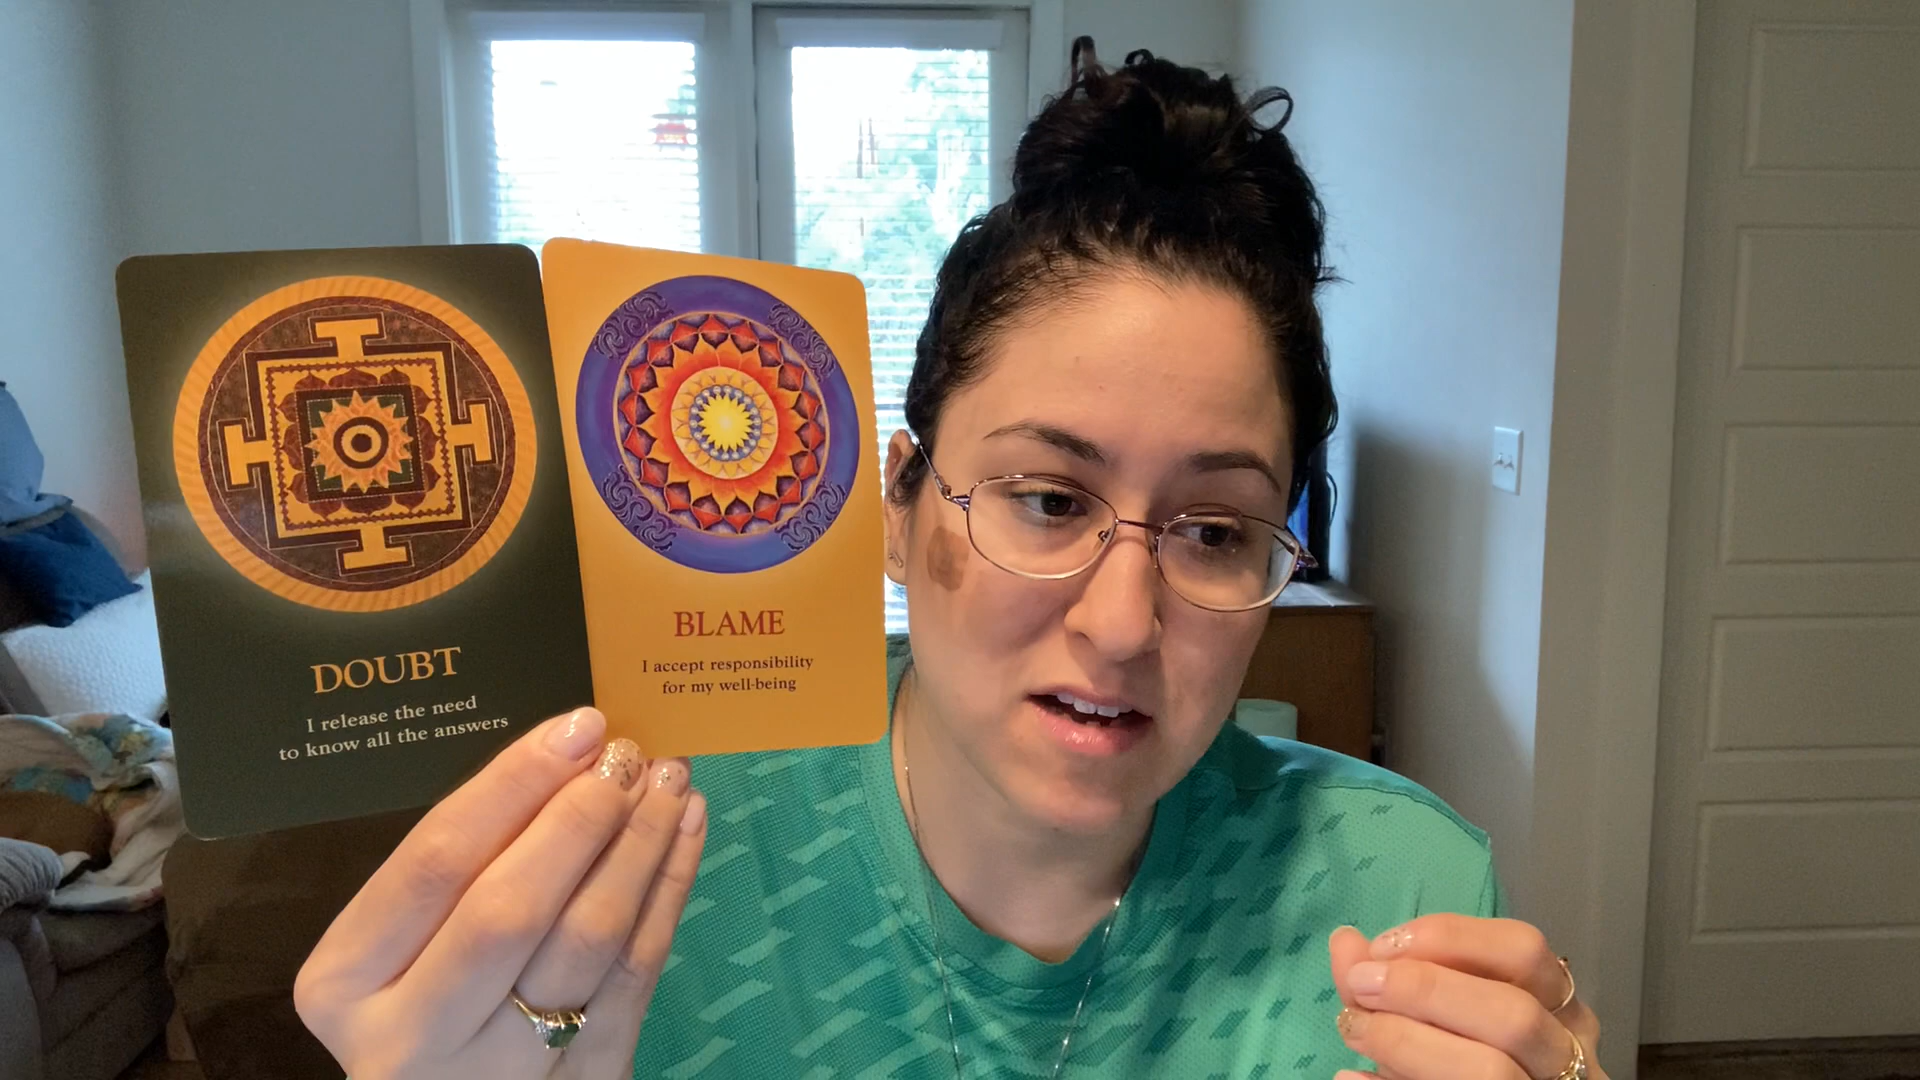 DOUBT
I release the need
to know all the answers
BLAME
I accept responsibility
for my well-being